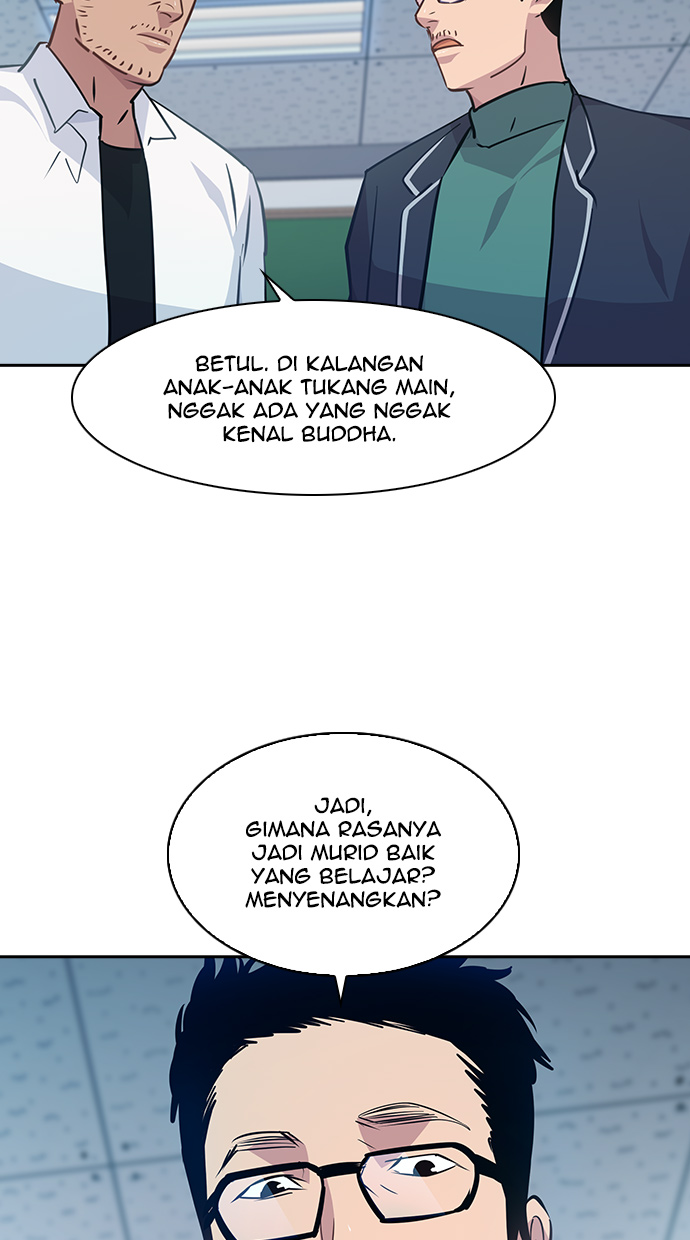 BETUL. DI KALANGAN
ANAK-ANAK TUKANG MAIN,
NGGAK ADA YANG NGGAK
KENAL BUDDHA.
JADI,
GIMANA RASANYA
JADI MURID BAIK
YANG BELAJAR?
MENYENANGKAN?